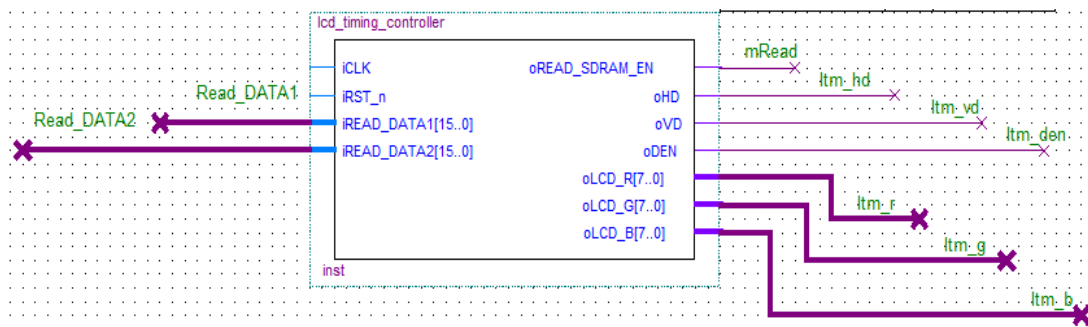 lcd_timing_controller
iCLK
oREAD_SDRAM_EN
mRead
Read_DATA1
iRST_n
oHD
ltm_hd
Read_DATA2
iREAD_DATA1[15..0]
oVD
ltm_vd
iREAD_DATA2[15..0]
oDEN
ltm_den
oLCD_R[7..0]
ltm_r
oLCD_G[7..0]
ltm_g
oLCD_B[7..0]
ltm_b
inst